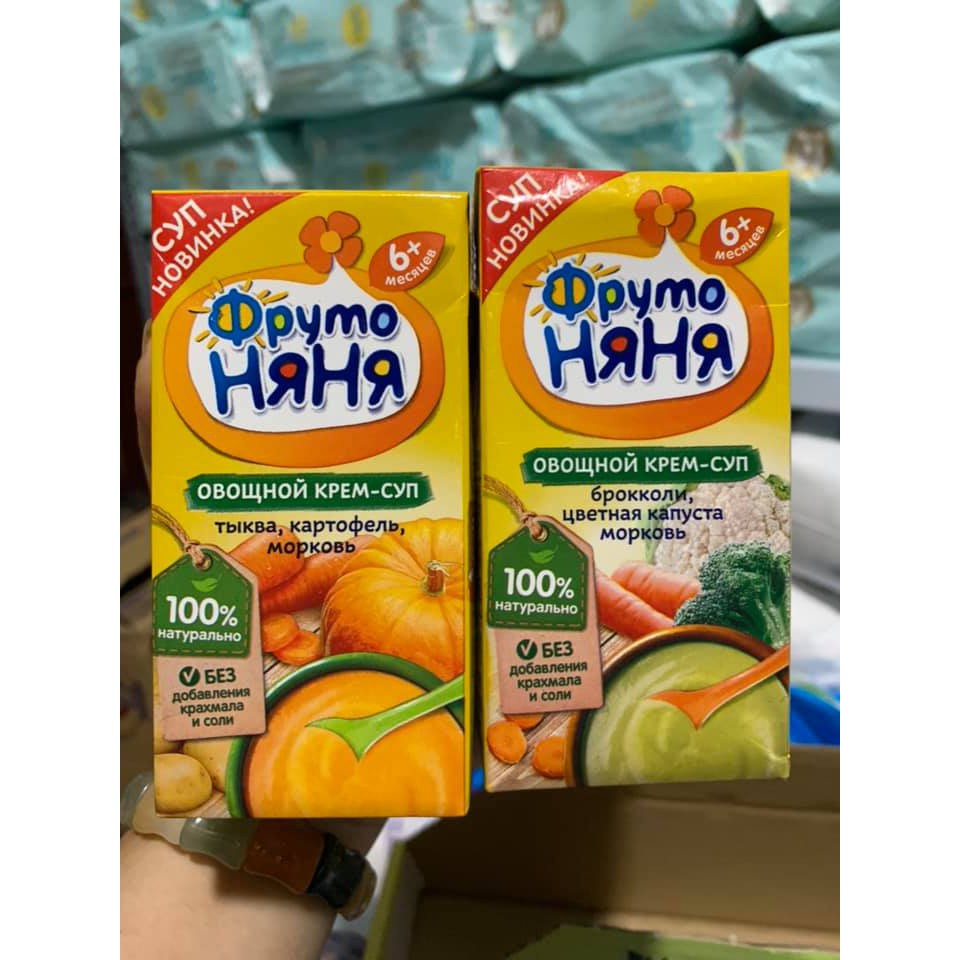 СУП
НОВИНКА!
6+
месяцев
Фруто
НЯНЯ
ОВОЩНОЙ КРЕМ-СУП
тыква, картофель,
морковь
100%
натурально
БЕЗ
добавления
крахмала
и соли
СУП
НОВИНКА!
6+
месяцев
Фруто
НЯНЯ
ОВОЩНОЙ КРЕМ-СУП
брокколи,
цветная капуста
морковь
100%
натурально
БЕЗ
добавления
крахмала
и соли